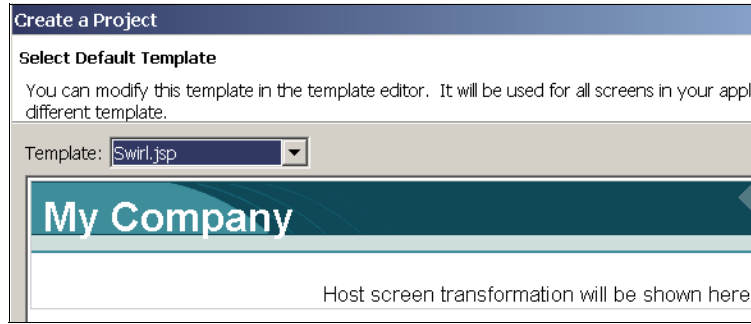 Create a Project
Select Default Template
You can modify this template in the template editor. It will be used for all screens in your appl
different template.
Template: Swirl.jsp
My Company
Host screen transformation will be shown here